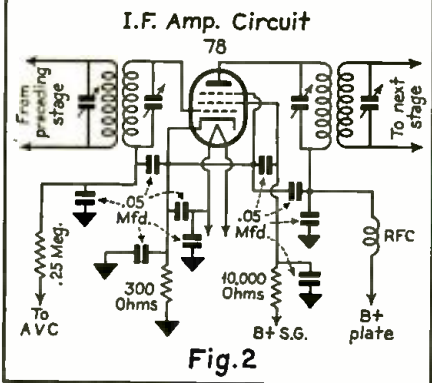 I.F. Amp. Circuit
78
From
preceding
stage
To next
stage
.05
Mfd.
.05
Mfd.
.25 Meg.
RFC
300
Ohms
10,000
Ohms
To
AVC
B+ S.G.
B+
plate
Fig.2